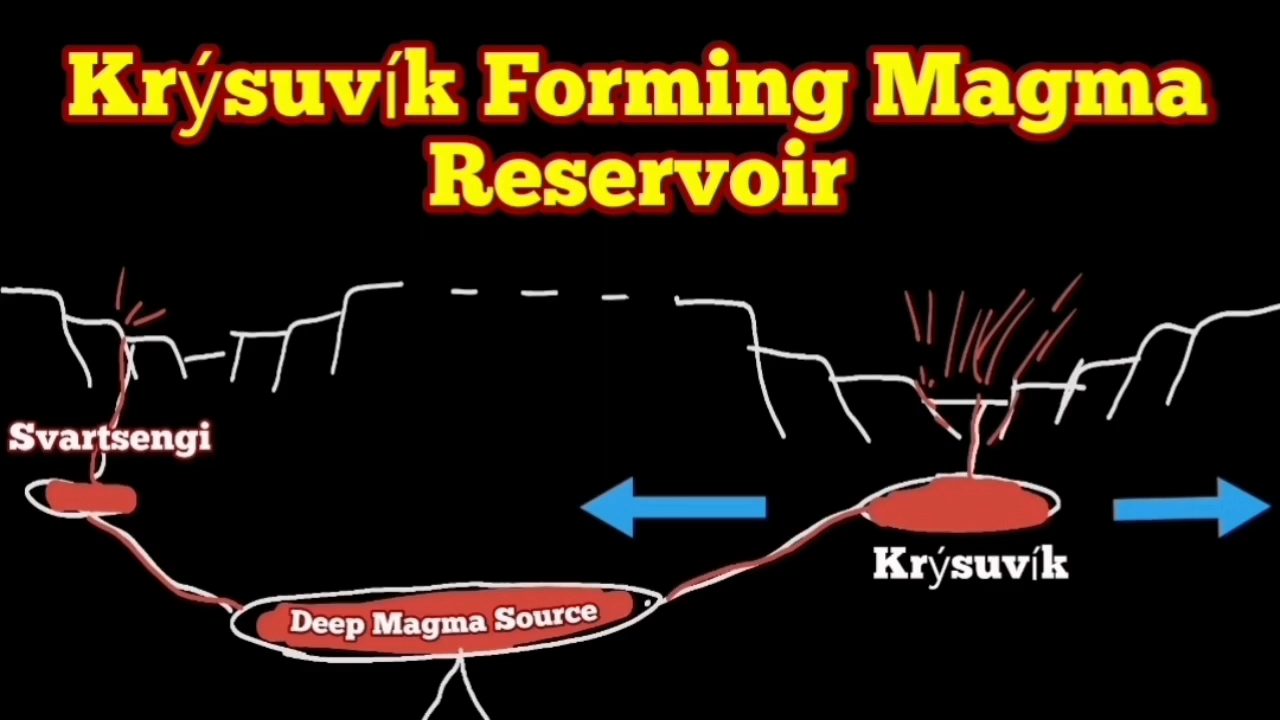 Krýsuvík Forming Magma
Reservoir
Svartsengi
Krýsuvík
Deep Magma Source